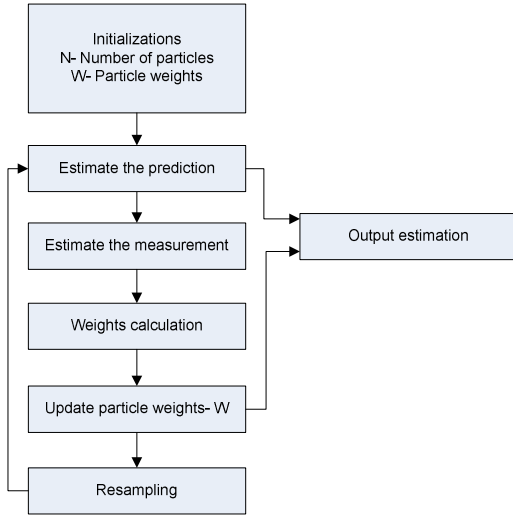 Initializations
N- Number of particles
W- Particle weights
Estimate the prediction
Estimate the measurement
Output estimation
Weights calculation
Update particle weights- W
Resampling